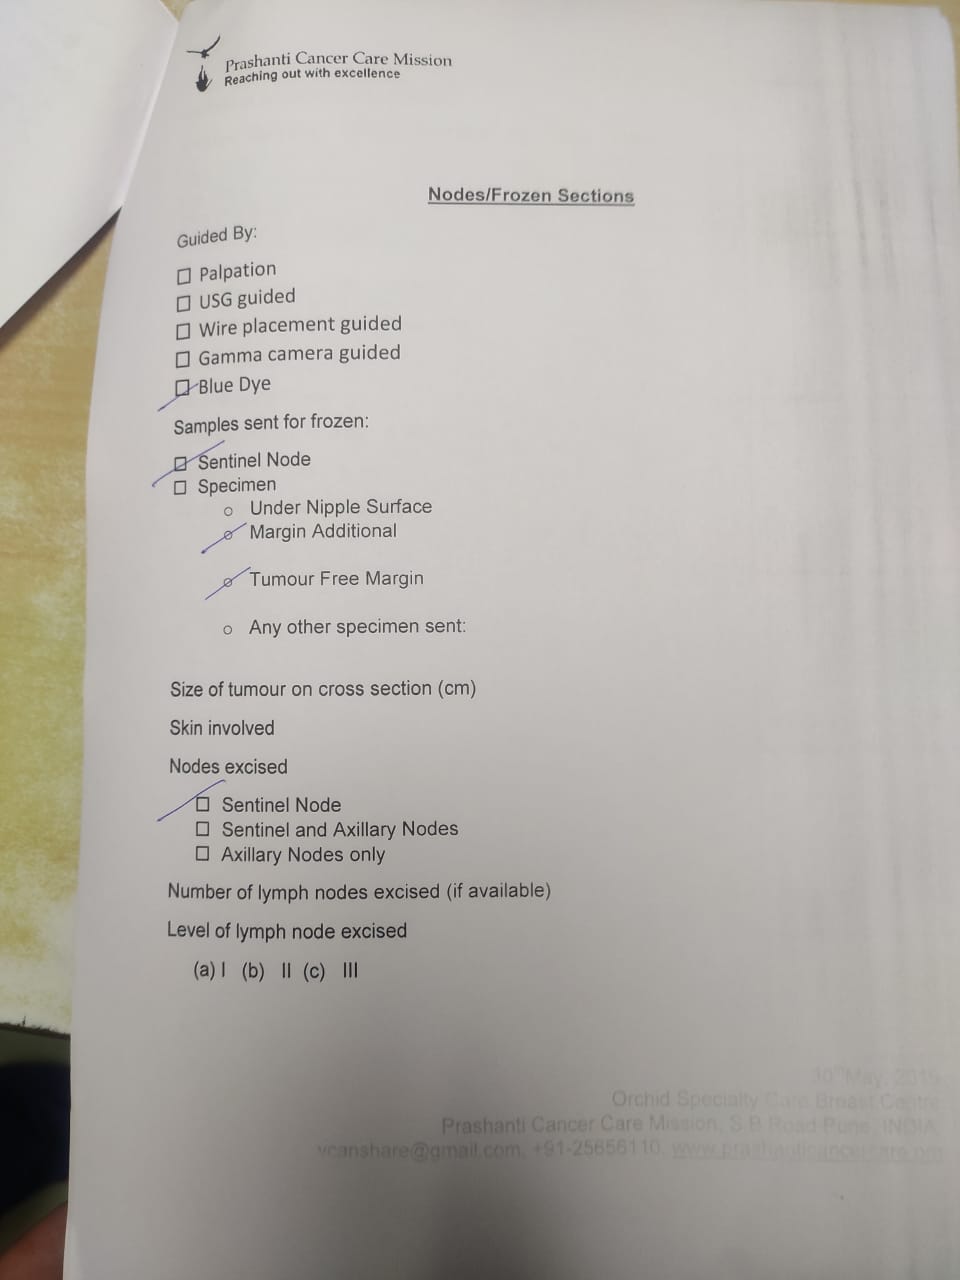 Prashanti Cancer Care Mission
Reaching out with excellence
Nodes/Frozen Sections
Guided By:
☐ Palpation
☐ USG guided
☐ Wire placement guided
☐ Gamma camera guided
☑ Blue Dye
Samples sent for frozen:
☑ Sentinel Node
☐ Specimen
o Under Nipple Surface
☑ Margin Additional
☑ Tumour Free Margin
o Any other specimen sent:
Size of tumour on cross section (cm)
Skin involved
Nodes excised
☑ Sentinel Node
☐ Sentinel and Axillary Nodes
☐ Axillary Nodes only
Number of lymph nodes excised (if available)
Level of lymph node excised
(a) I (b) II (c) III
10th May, 2015
Orchid Specialty Care Breast Centre
Prashanti Cancer Care Mission, S.B Road Pune, INDIA
vcanshare@gmail.com, +91-25656110,